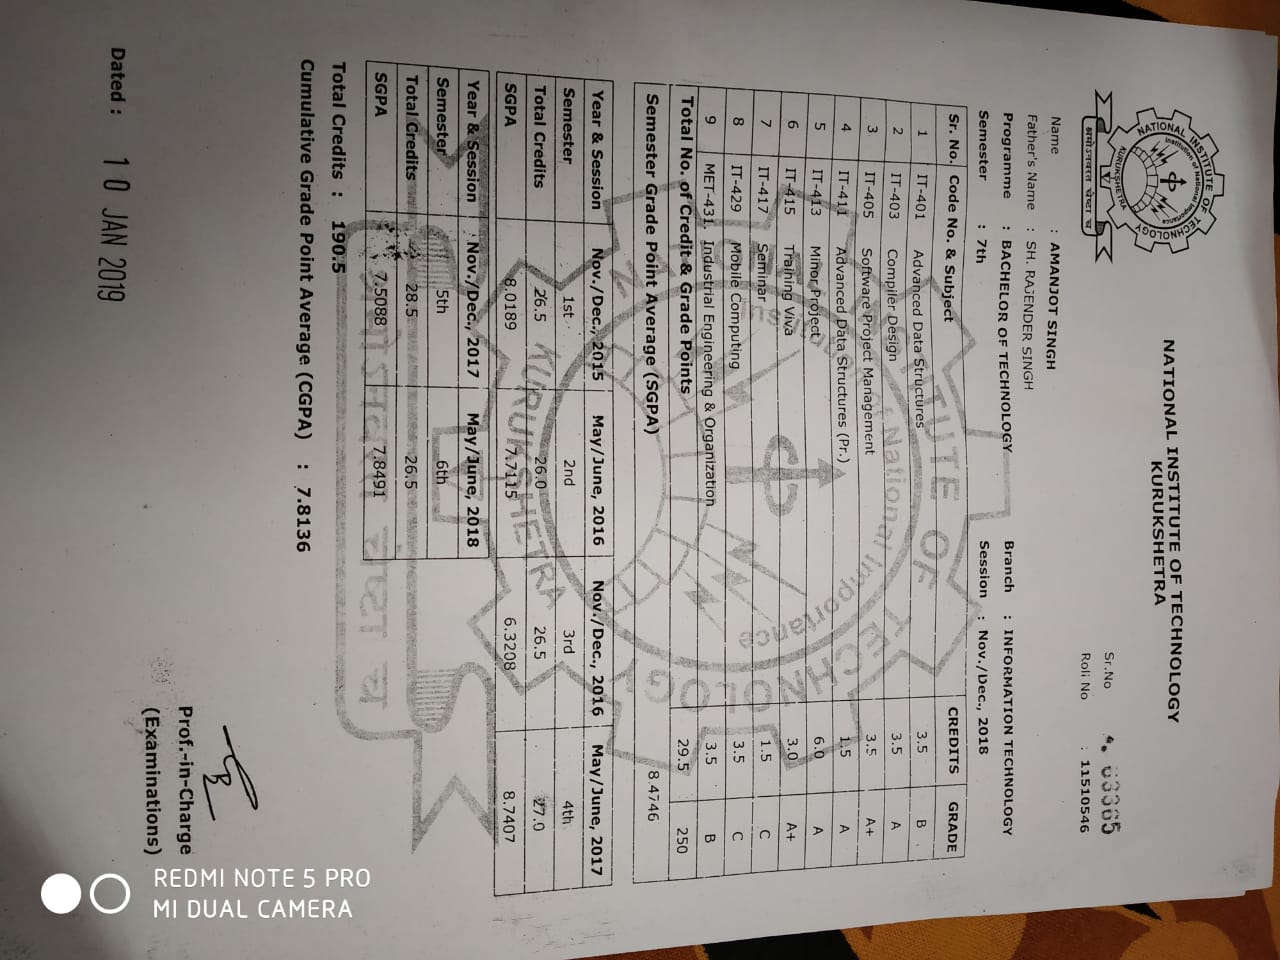 NATIONAL INSTITUTE OF TECHNOLOGY
KURUKSHETRA
NATIONAL INSTITUTE OF TECHNOLOGY
Institution of National Importance
KURUKSHETRA
Sr.No 03365
Roll No : 11510546
Name : AMANJOT SINGH
Father's Name : SH. RAJENDER SINGH
Programme : BACHELOR OF TECHNOLOGY Branch : INFORMATION TECHNOLOGY
Semester : 7th Session : Nov./Dec., 2018
Sr. No. Code No. & Subject CREDITS GRADE
1 IT-401 Advanced Data Structures 3.5 B
2 IT-403 Compiler Design 3.5 A
3 IT-405 Software Project Management 3.5 A+
4 IT-411 Advanced Data Structures (Pr.) 1.5 A
5 IT-413 Minor Project 6.0 A
6 IT-415 Training Viva 3.0 A+
7 IT-417 Seminar 1.5 C
8 IT-429 Mobile Computing 3.5 C
9 MET-431 Industrial Engineering & Organization 3.5 B
Total No. of Credit & Grade Points 29.5 250
Semester Grade Point Average (SGPA) 8.4746
Year & Session Nov./Dec., 2015 May/June, 2016 Nov./Dec., 2016 May/June, 2017
Semester 1st 2nd 3rd 4th
Total Credits 26.5 26.0 26.5 27.0
SGPA 8.0189 7.7115 6.3208 8.7407
Year & Session Nov./Dec., 2017 May/June, 2018
Semester 5th 6th
Total Credits 28.5 26.5
SGPA 7.5088 7.8491
Total Credits : 190.5
Cumulative Grade Point Average (CGPA) : 7.8136
Dated : 10 JAN 2019
Prof.-in-Charge
(Examinations)
NATIONAL INSTITUTE OF TECHNOLOGY
Institution of National Importance
KURUKSHETRA
REDMI NOTE 5 PRO
MI DUAL CAMERA